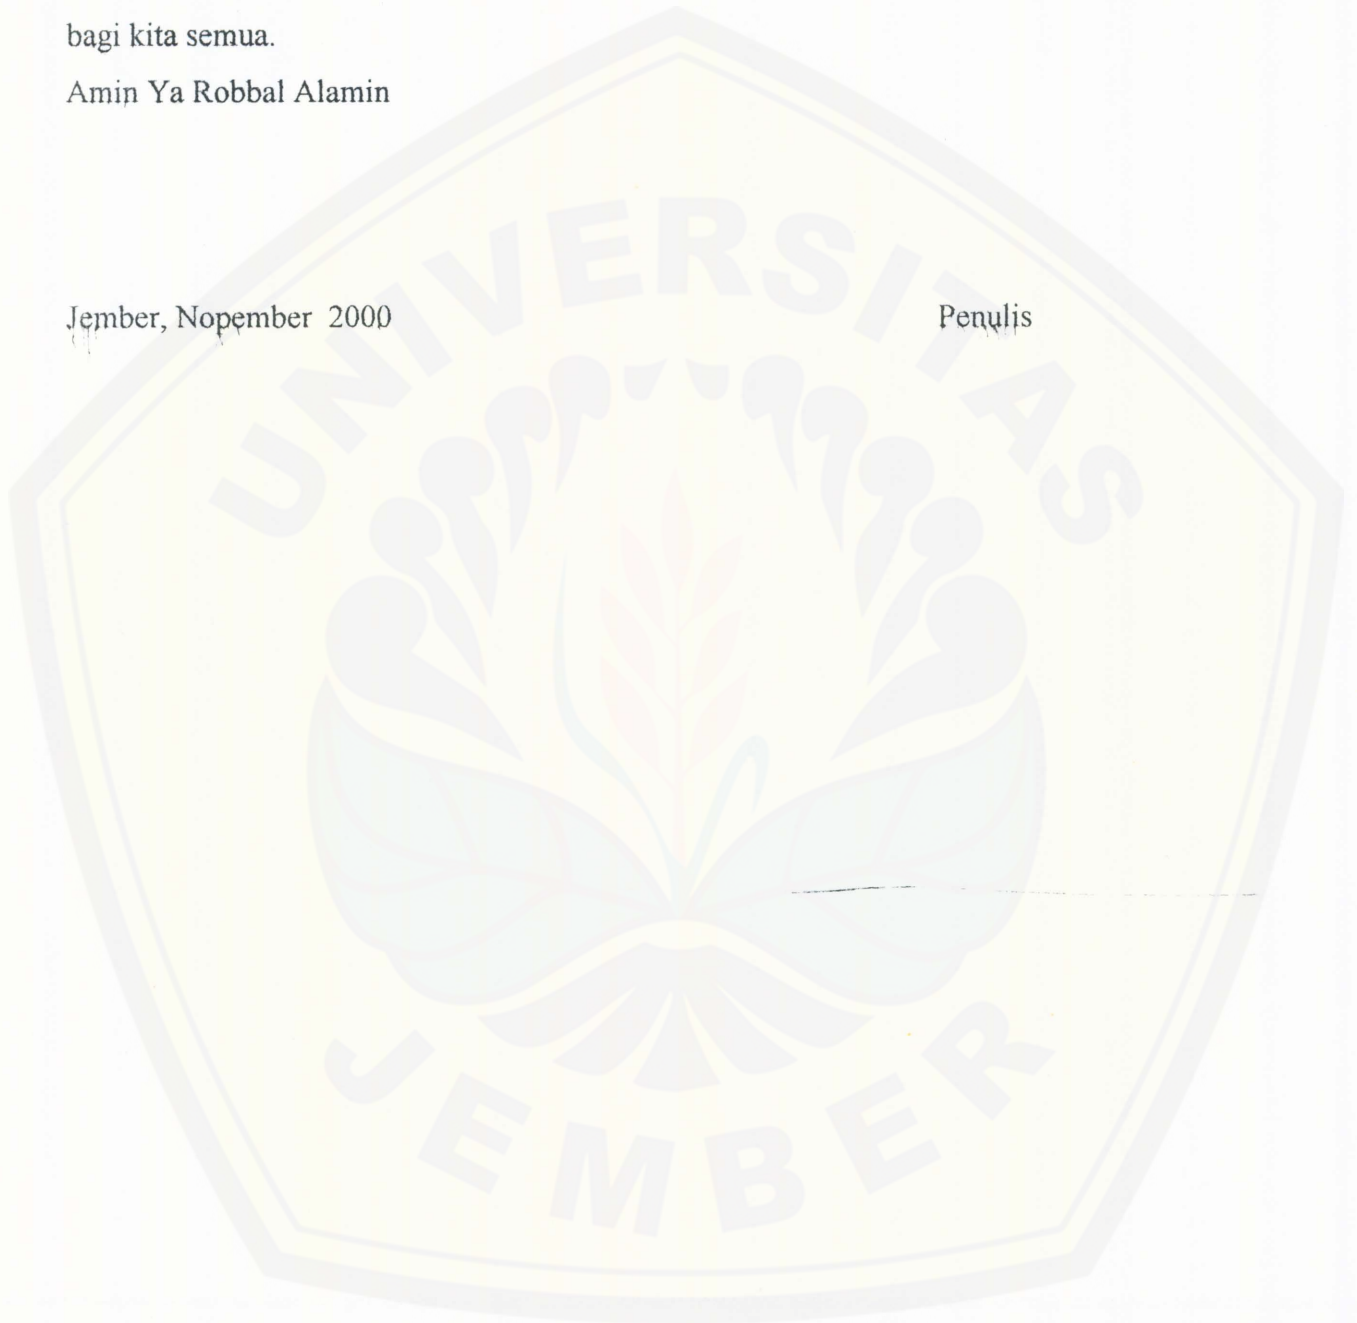 bagi kita semua.
Amin Ya Robbal Alamin
Jember, Nopember 2000 Penulis
UNIVERSITAS
JEMBER